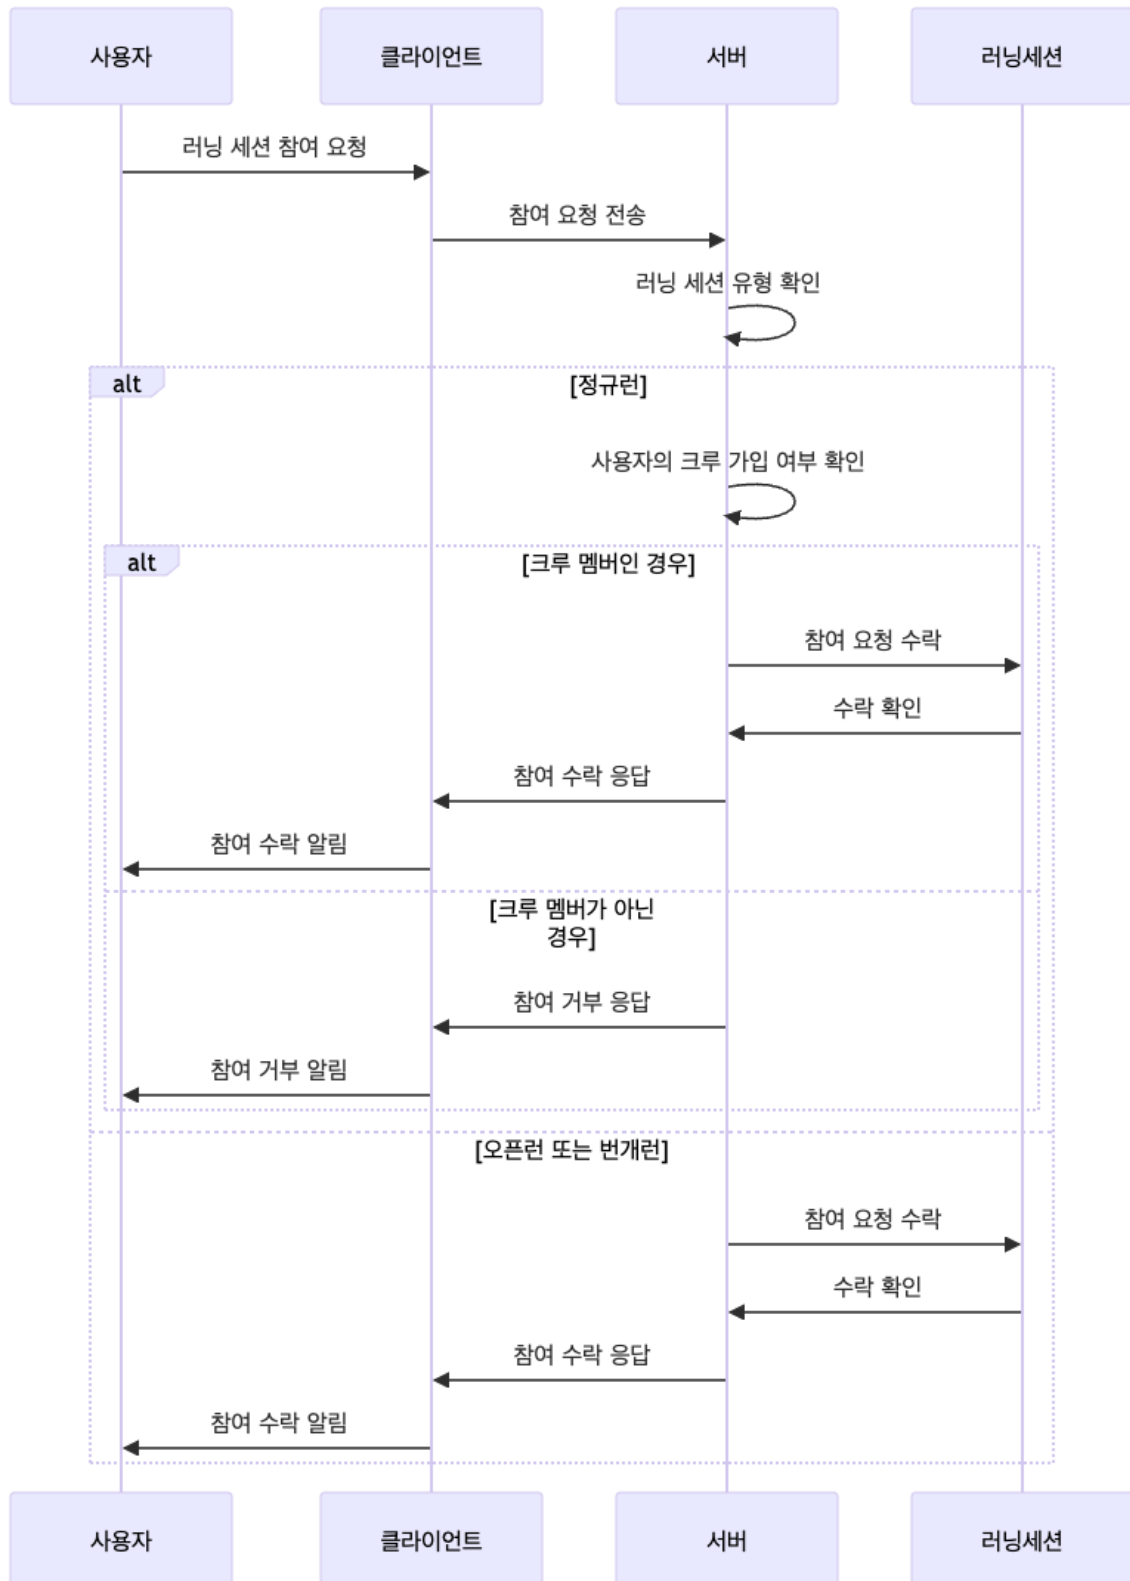 사용자
클라이언트
서버
러닝세션
러닝 세션 참여 요청
참여 요청 전송
러닝 세션 유형 확인
alt
[정규런]
사용자의 크루 가입 여부 확인
alt
[크루 멤버인 경우]
참여 요청 수락
수락 확인
참여 수락 응답
참여 수락 알림
[크루 멤버가 아닌
경우]
참여 거부 응답
참여 거부 알림
[오픈런 또는 번개런]
참여 요청 수락
수락 확인
참여 수락 응답
참여 수락 알림
사용자
클라이언트
서버
러닝세션